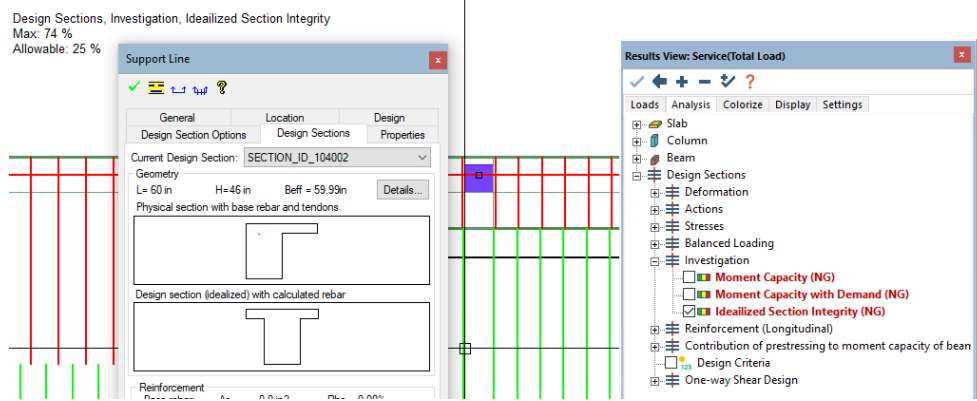 Design Sections, Investigation, Ideailized Section Integrity
Max: 74 %
Allowable: 25 %
Support Line
General
Location
Design
Design Section Options
Design Sections
Properties
Current Design Section: SECTION_ID_104002
Geometry
L= 60 in H=46 in Beff = 59.99in Details...
Physical section with base rebar and tendons
Design section (idealized) with calculated rebar
Reinforcement
Results View: Service(Total Load)
Loads Analysis Colorize Display Settings
Slab
Column
Beam
Design Sections
Deformation
Actions
Stresses
Balanced Loading
Investigation
Moment Capacity (NG)
Moment Capacity with Demand (NG)
Ideailized Section Integrity (NG)
Reinforcement (Longitudinal)
Contribution of prestressing to moment capacity of bean
Design Criteria
One-way Shear Design